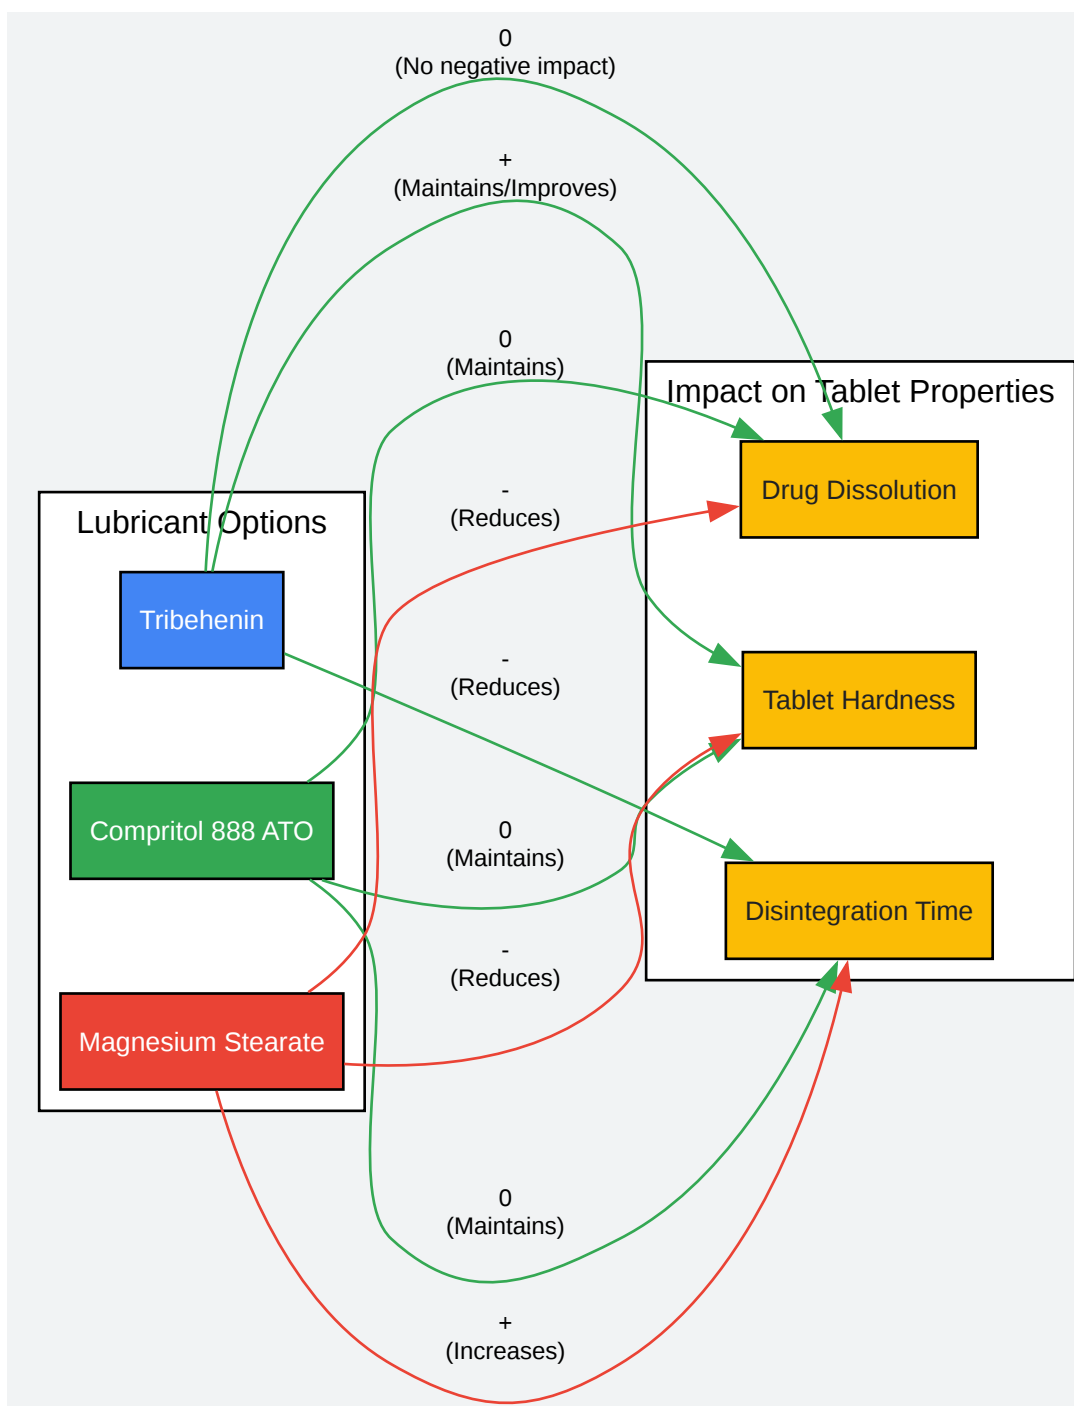 0
(No negative impact)
+
(Maintains/Improves)
0
(Maintains)
Impact on Tablet Properties
Drug Dissolution
-
(Reduces)
Lubricant Options
Tribehenin
-
(Reduces)
Tablet Hardness
Compritol 888 ATO
0
(Maintains)
Disintegration Time
-
(Reduces)
Magnesium Stearate
0
(Maintains)
+
(Increases)